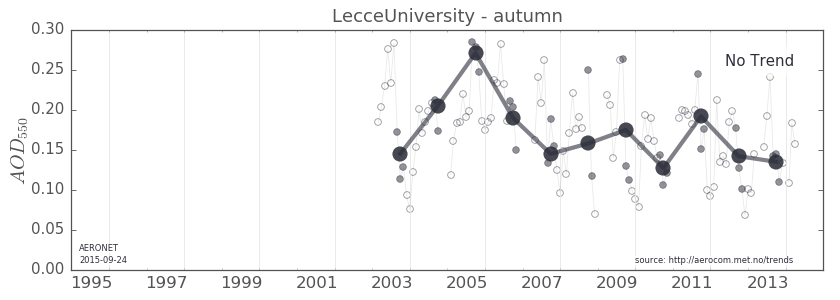 LecceUniversity - autumn
0.30
0.25
0.20
0.15
0.10
0.05
0.00
AOD550
No Trend
AERONET
2015-09-24
source: http://aerocom.met.no/trends
1995 1997 1999 2001 2003 2005 2007 2009 2011 2013